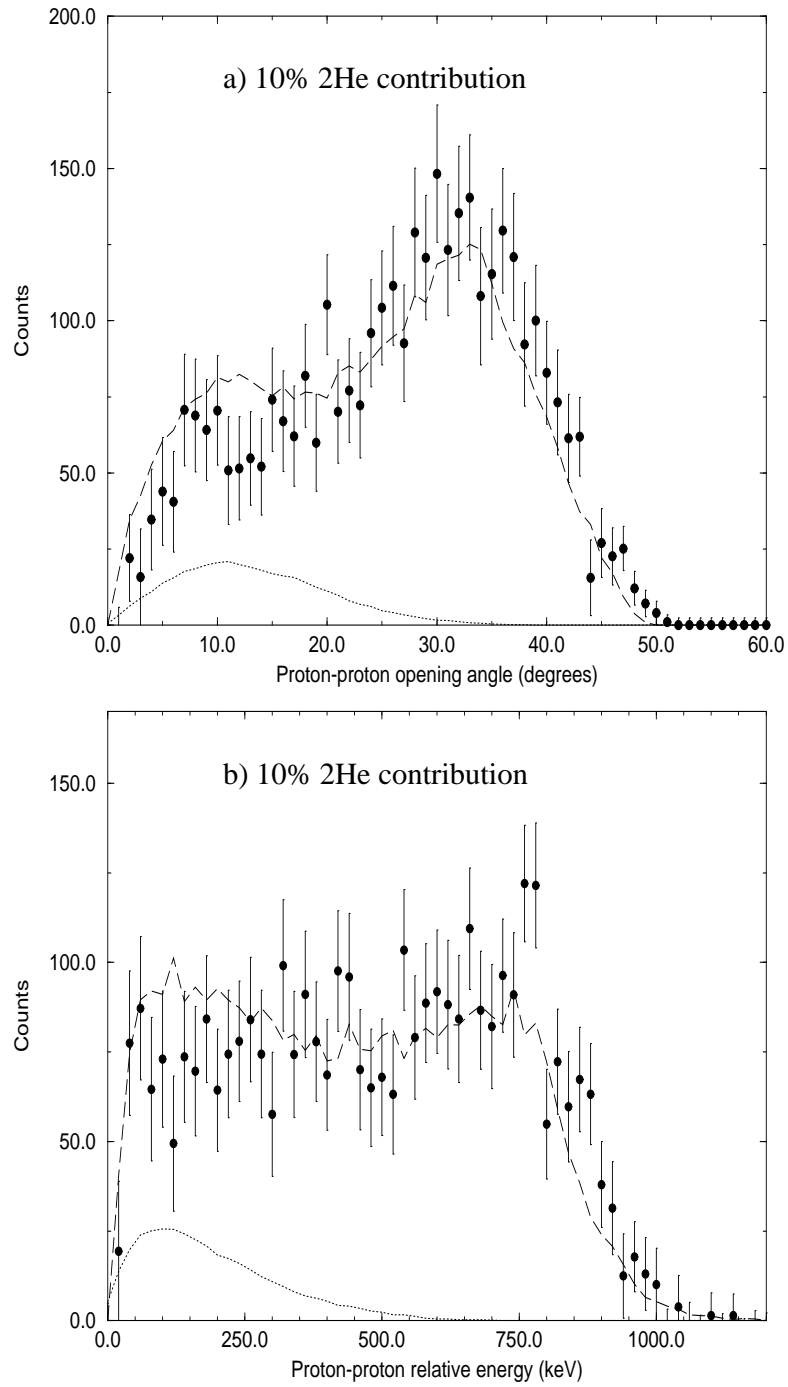 200.0
a) 10% 2He contribution
150.0
100.0
Counts
50.0
0.0
0.0 10.0 20.0 30.0 40.0 50.0 60.0
Proton-proton opening angle (degrees)
b) 10% 2He contribution
150.0
100.0
Counts
50.0
0.0
0.0 250.0 500.0 750.0 1000.0
Proton-proton relative energy (keV)